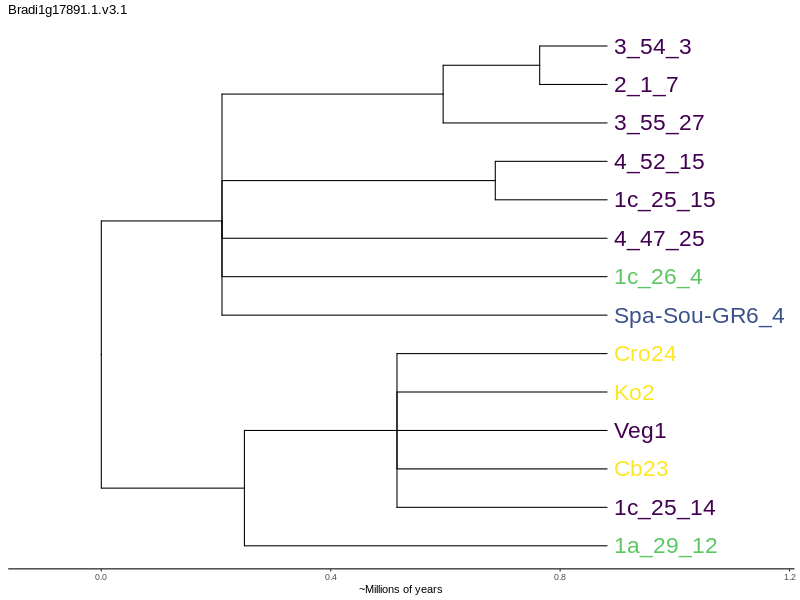 Bradi1g17891.1.v3.1
3_54_3
2_1_7
3_55_27
4_52_15
1c_25_15
4_47_25
1c_26_4
Spa-Sou-GR6_4
Cro24
Ko2
Veg1
Cb23
1c_25_14
1a_29_12
0.0 0.4 0.8 1.2
~Millions of years